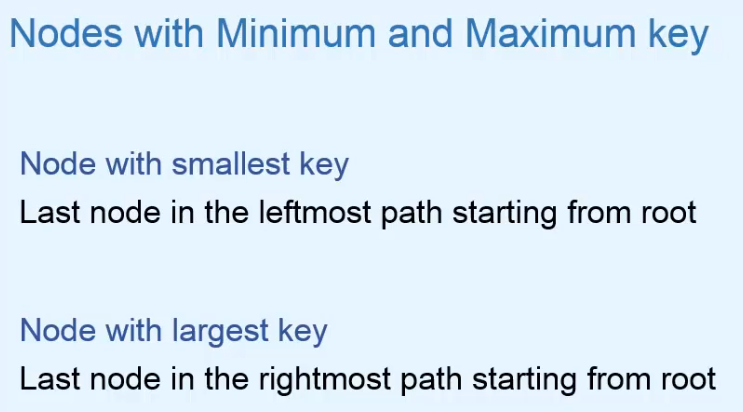 Nodes with Minimum and Maximum key
Node with smallest key
Last node in the leftmost path starting from root
Node with largest key
Last node in the rightmost path starting from root